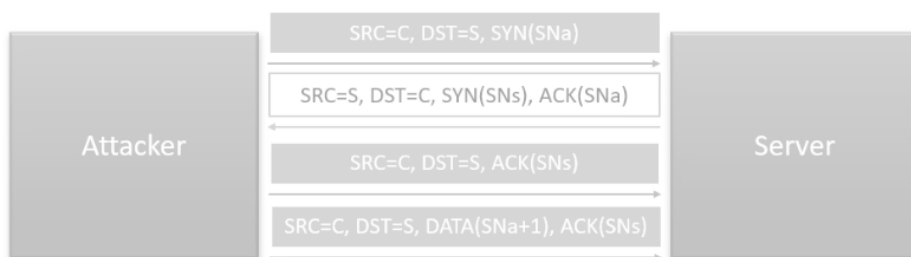 SRC=C, DST=S, SYN(SNa)
SRC=S, DST=C, SYN(SNs), ACK(SNa)
Attacker
Server
SRC=C, DST=S, ACK(SNs)
SRC=C, DST=S, DATA(SNa+1), ACK(SNs)